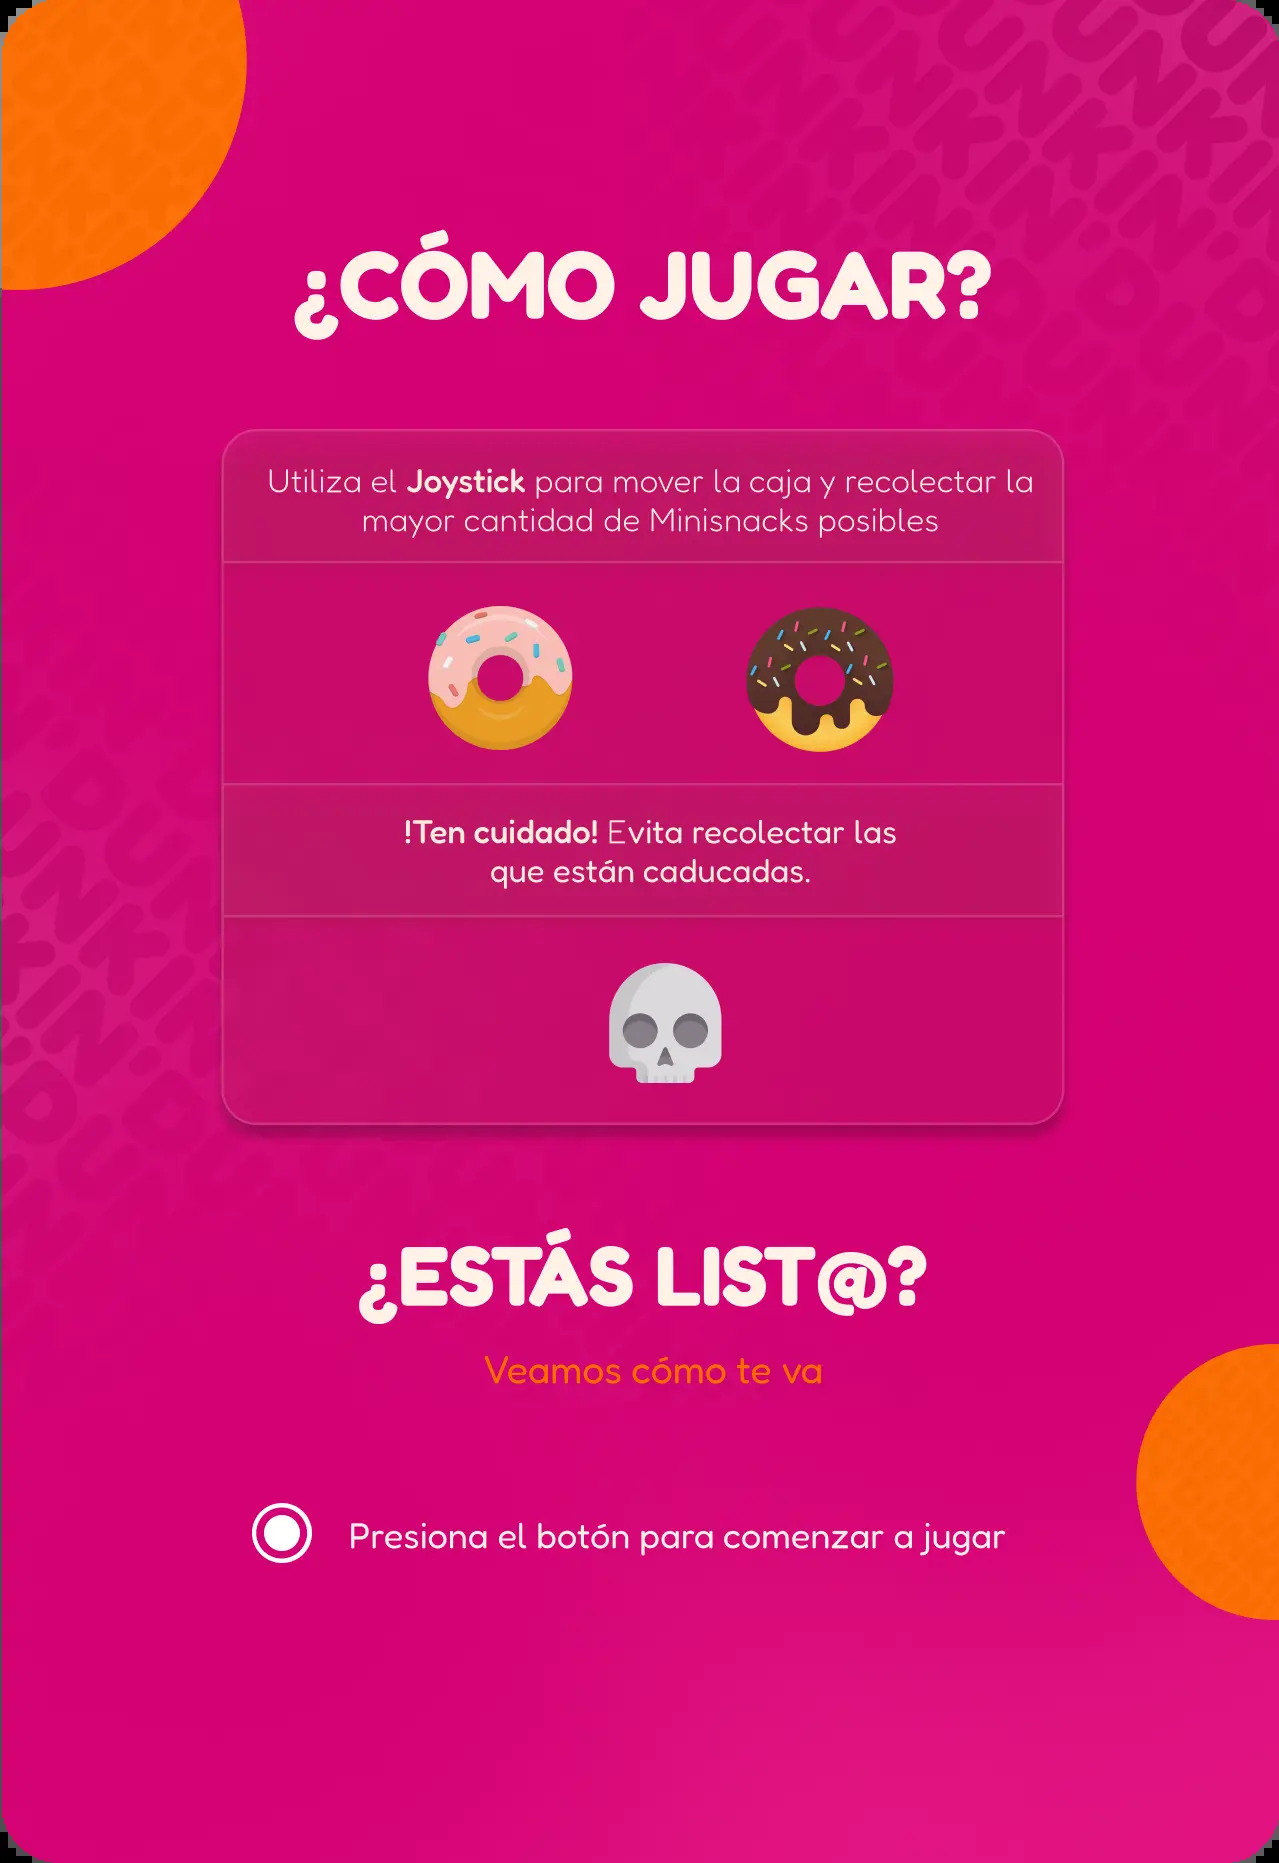 ¿CÓMO JUGAR?
Utiliza el Joystick para mover la caja y recolectar la
mayor cantidad de Minisnacks posibles
!Ten cuidado! Evita recolectar las
que están caducadas.
¿ESTÁS LIST@?
Veamos cómo te va
Presiona el botón para comenzar a jugar